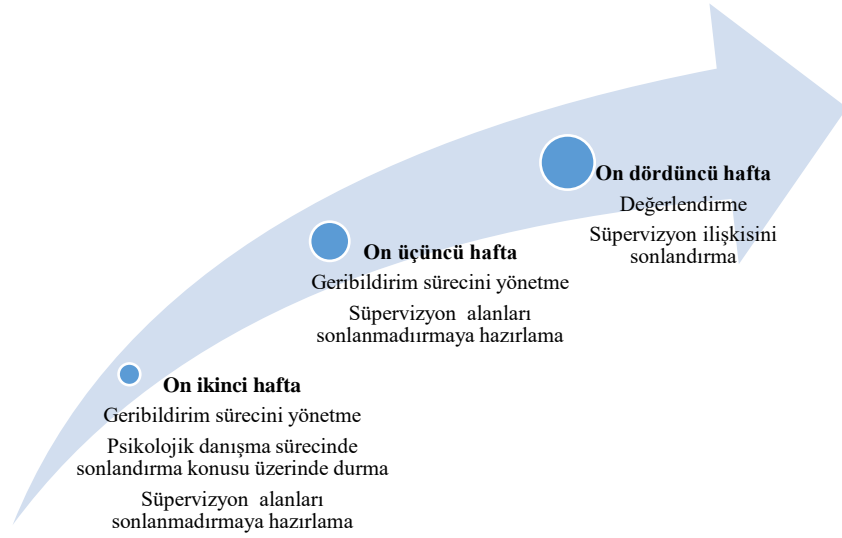 On dördüncü hafta
Değerlendirme
Süpervizyon ilişkisini
sonlandırma
On üçüncü hafta
Geribildirim sürecini yönetme
Süpervizyon alanları
sonlanmadıırmaya hazırlama
On ikinci hafta
Geribildirim sürecini yönetme
Psikolojik danışma sürecinde
sonlandırma konusu üzerinde durma
Süpervizyon alanları
sonlanmadırmaya hazırlama